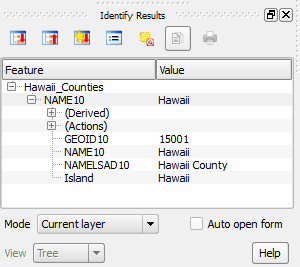 Identify Results
Feature Value
Hawaii_Counties
NAME10 Hawaii
(Derived)
(Actions)
GEOID10 15001
NAME10 Hawaii
NAMELSAD10 Hawaii County
Island Hawaii
Mode Current layer Auto open form
View Tree Help